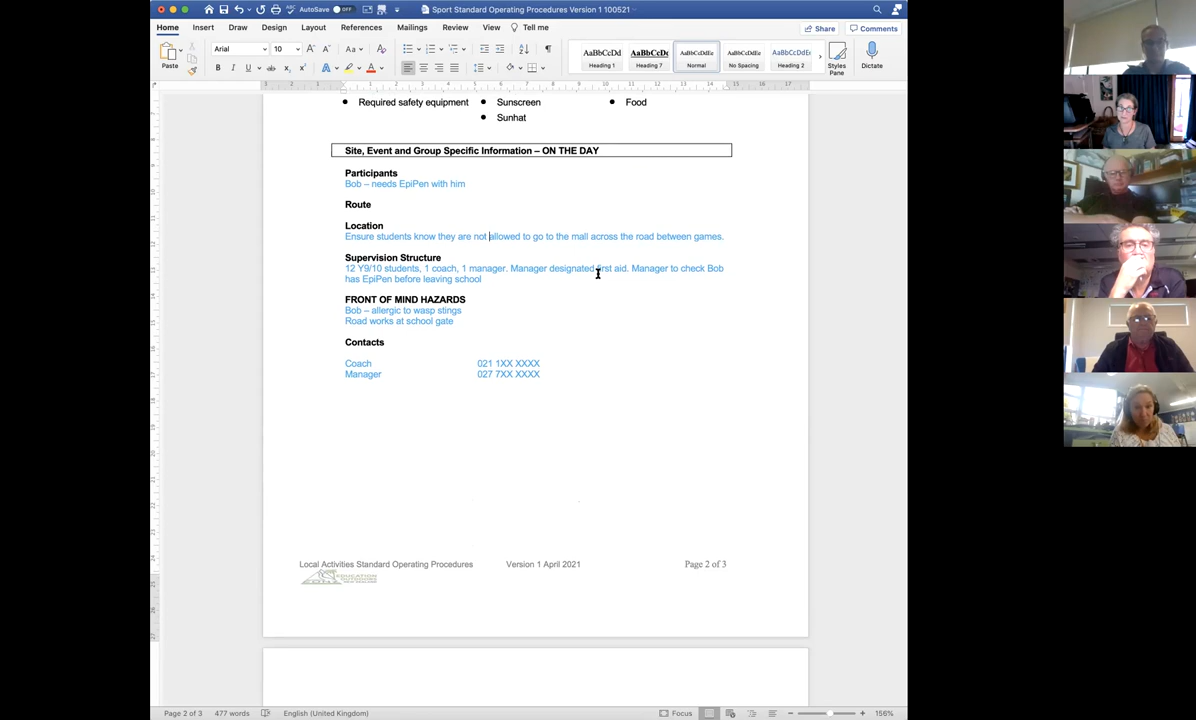 AutoSave OFF
Sport Standard Operating Procedures Version 1 100521
Home Insert Draw Design Layout References Mailings Review View Tell me
Share Comments
Paste
Arial 10
AaBbCcDd AaBbCcDc AaBbCcDdEe AaBbCcDdEe AaBbCcDdEe
Heading 1 Heading 7 Normal No Spacing Heading 2
Styles Pane
Dictate
Required safety equipment
Sunscreen
Food
Sunhat
Site, Event and Group Specific Information – ON THE DAY
Participants
Bob – needs EpiPen with him
Route
Location
Ensure students know they are not allowed to go to the mall across the road between games.
Supervision Structure
12 Y9/10 students, 1 coach, 1 manager. Manager designated first aid. Manager to check Bob
has EpiPen before leaving school
FRONT OF MIND HAZARDS
Bob – allergic to wasp stings
Road works at school gate
Contacts
Coach 021 1XX XXXX
Manager 027 7XX XXXX
Local Activities Standard Operating Procedures Version 1 April 2021 Page 2 of 3
EDUCATION
OUTDOORS
NEW ZEALAND
Page 2 of 3 477 words English (United Kingdom) Focus 156%